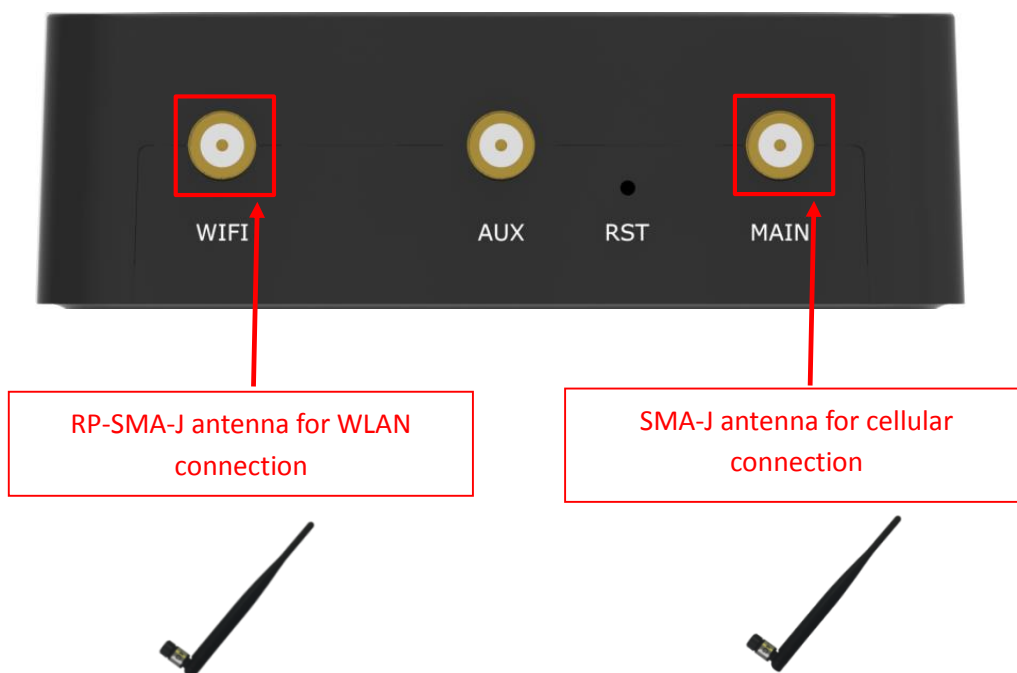 WIFI AUX RST MAIN
RP-SMA-J antenna for WLAN
connection
SMA-J antenna for cellular
connection